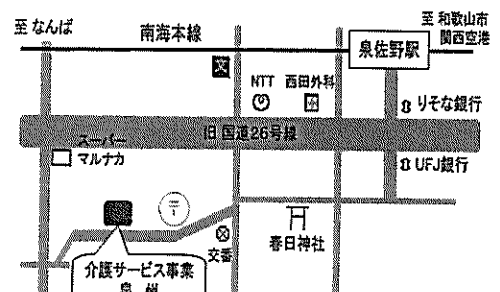 至 なんば
南海本線
至 和歌山市
関西空港
泉佐野駅
文
NTT
西田外科
りそな銀行
旧 国道26号線
スーパー
マルナカ
UFJ銀行
〒
交番
春日神社
介護サービス事業
泉 州